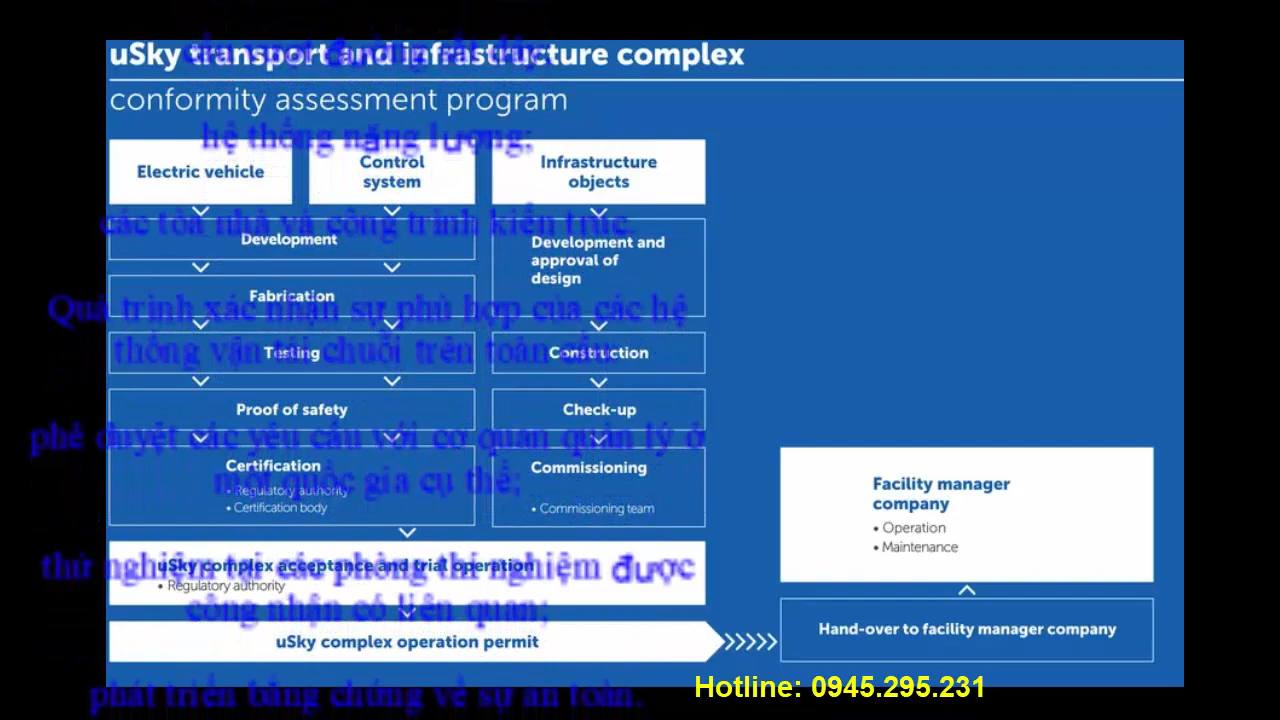 uSky transport and infrastructure complex
conformity assessment program
hệ thống năng lượng;
Electric vehicle
Control
system
Infrastructure
objects
các tòa nhà và công trình kiến trúc.
Development
Development and
approval of
design
Fabrication
Quá trình xác nhận sự phù hợp của các hệ
thống vận tải chuỗi trên toàn cầu:
Testing
Construction
Proof of safety
Check-up
phê duyệt các yêu cầu với cơ quan quản lý ở
một quốc gia cụ thể;
Certification
• Regulatory authority
• Certification body
Commissioning
• Commissioning team
Facility manager
company
• Operation
• Maintenance
thử nghiệm tại các phòng thí nghiệm được
công nhận có liên quan;
uSky complex acceptance and trial operation
• Regulatory authority
uSky complex operation permit
Hand-over to facility manager company
phát triển bằng chứng về sự an toàn.
Hotline: 0945.295.231